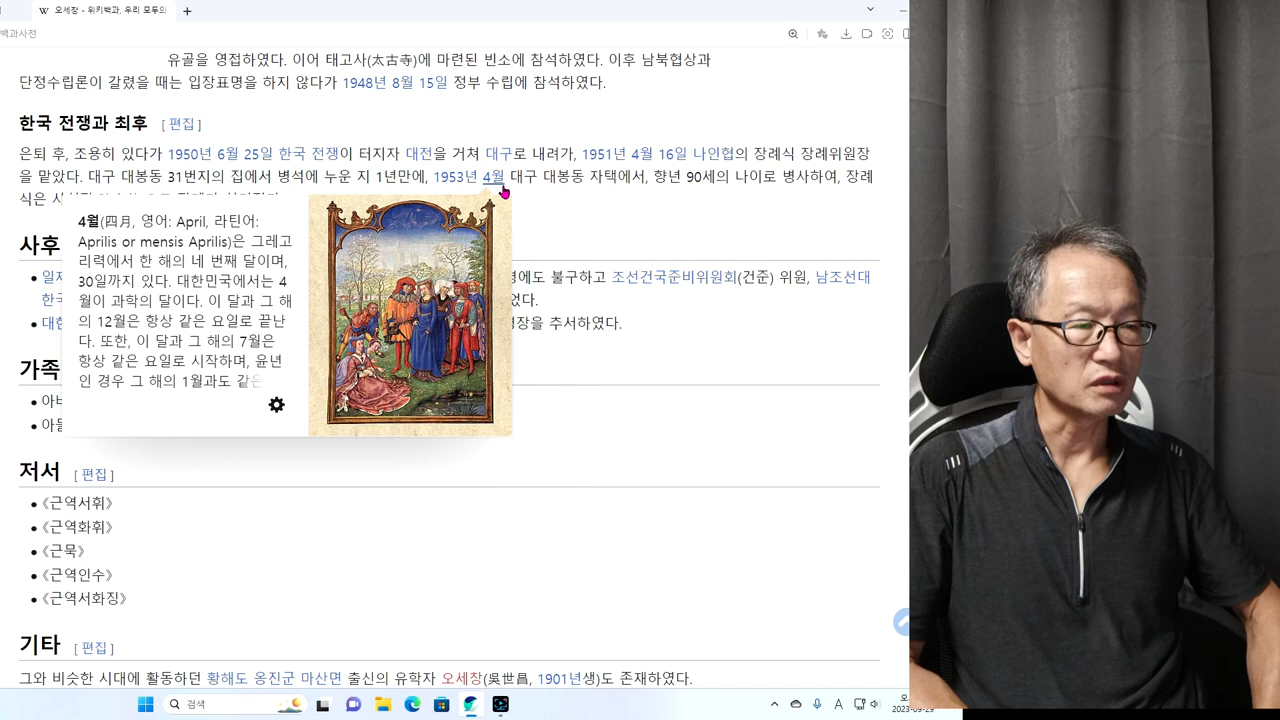 오세창 - 위키백과, 우리 모두의
백과사전
유골을 영접하였다. 이어 태고사(太古寺)에 마련된 빈소에 참석하였다. 이후 남북협상과
단정수립론이 갈렸을 때는 입장표명을 하지 않다가 1948년 8월 15일 정부 수립에 참석하였다.
한국 전쟁과 최후 [ 편집 ]
은퇴 후, 조용히 있다가 1950년 6월 25일 한국 전쟁이 터지자 대전을 거쳐 대구로 내려가, 1951년 4월 16일 나인협의 장례식 장례위원장
을 맡았다. 대구 대봉동 31번지의 집에서 병석에 누운 지 1년만에, 1953년 4월 대구 대봉동 자택에서, 향년 90세의 나이로 병사하여, 장례
식은
4월(四月, 영어: April, 라틴어:
Aprilis or mensis Aprilis)은 그레고
리력에서 한 해의 네 번째 달이며,
30일까지 있다. 대한민국에서는 4
월이 과학의 달이다. 이 달과 그 해
의 12월은 항상 같은 요일로 끝난
다. 또한, 이 달과 그 해의 7월은
항상 같은 요일로 시작하며, 윤년
인 경우 그 해의 1월과도 같은
사후
에도 불구하고 조선건국준비위원회(건준) 위원, 남조선대
한국
었다.
대한
장을 추서하였다.
가족
저서 [ 편집 ]
• 《근역서휘》
• 《근역화휘》
• 《근묵》
• 《근역인수》
• 《근역서화징》
기타 [ 편집 ]
그와 비슷한 시대에 활동하던 황해도 옹진군 마산면 출신의 유학자 오세창(吳世昌, 1901년생)도 존재하였다.
검색
A
오
2023-09-29